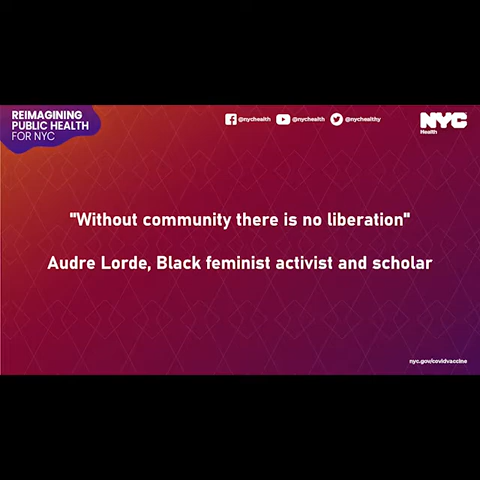 REIMAGINING
PUBLIC HEALTH
FOR NYC
@nychealth @nychealth @nychealthy
NYC
Health
"Without community there is no liberation"
Audre Lorde, Black feminist activist and scholar
nyc.gov/covidvaccine